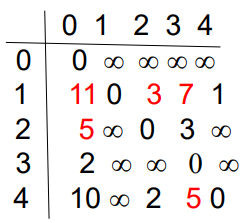 0 1 2 3 4
0 0 ∞ ∞ ∞ ∞
1 11 0 3 7 1
2 5 ∞ 0 3 ∞
3 2 ∞ ∞ 0 ∞
4 10 ∞ 2 5 0